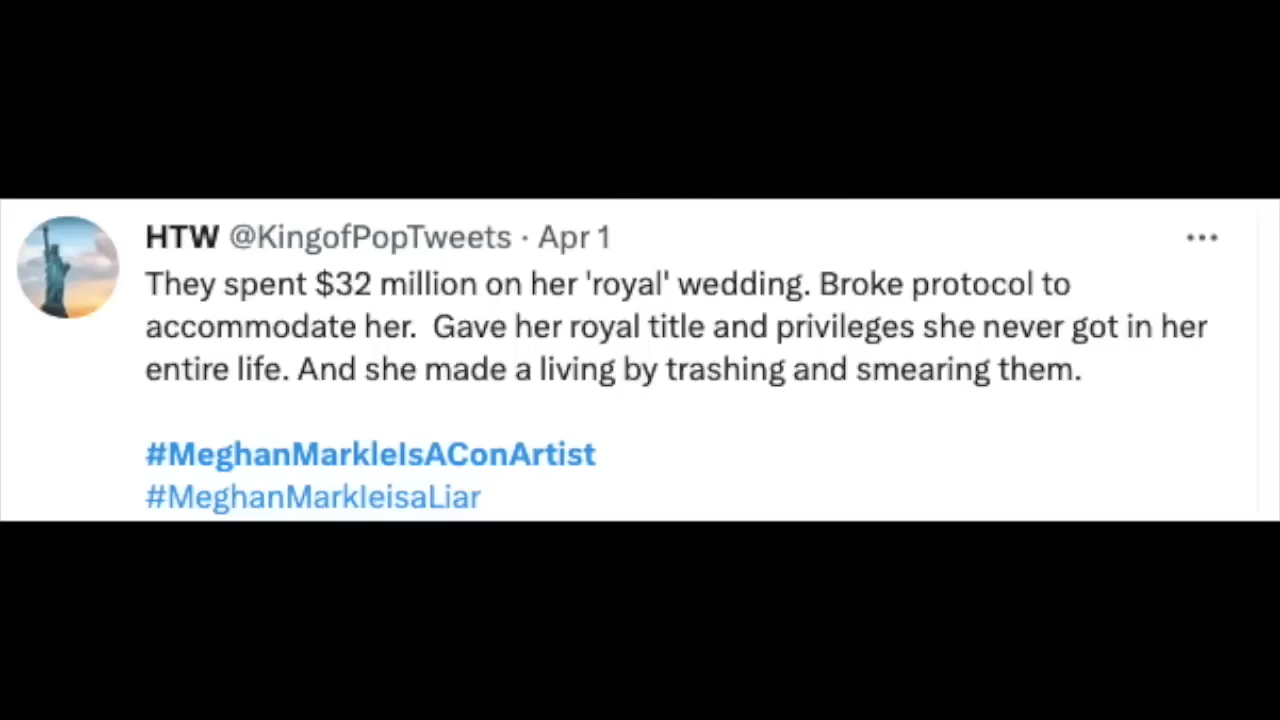 HTW @KingofPopTweets · Apr 1
They spent $32 million on her 'royal' wedding. Broke protocol to
accommodate her.  Gave her royal title and privileges she never got in her
entire life. And she made a living by trashing and smearing them.
#MeghanMarkleIsAConArtist
#MeghanMarkleisaLiar